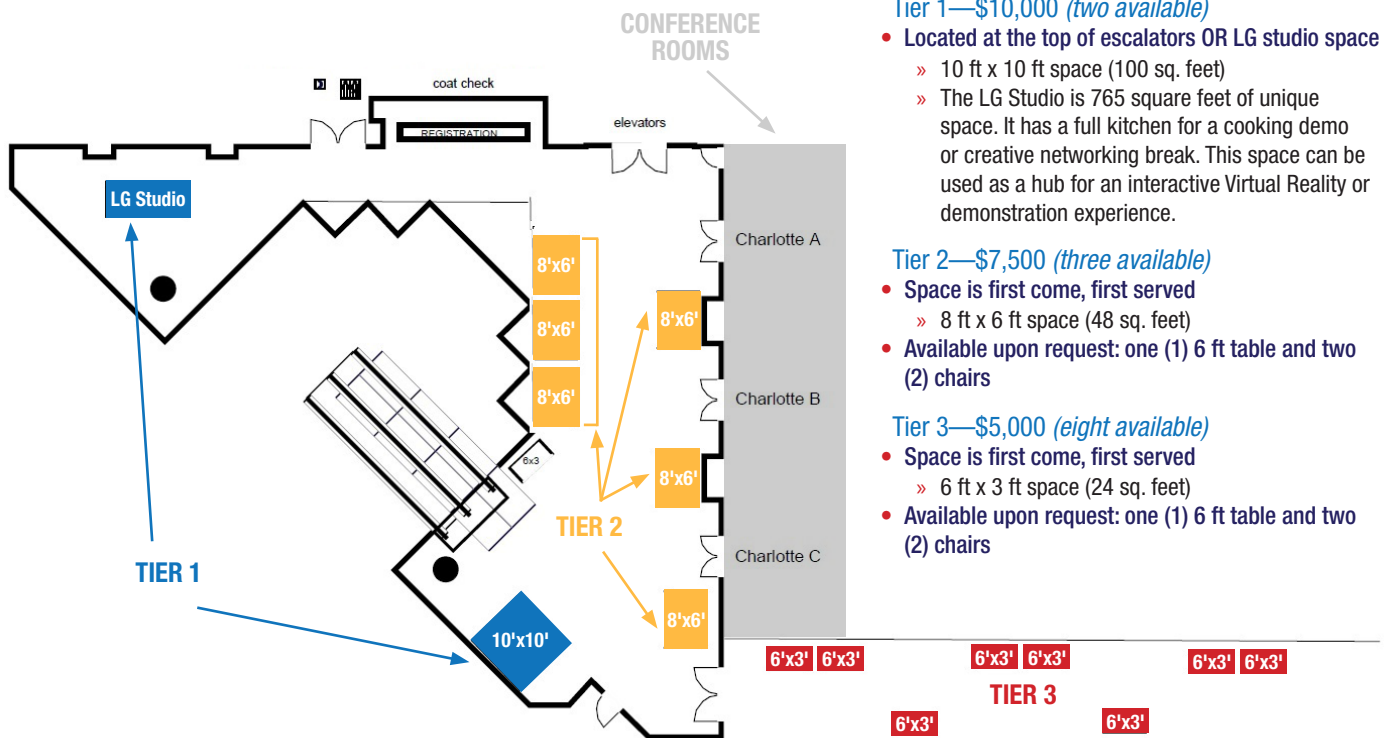 CONFERENCE
ROOMS
coat check
REGISTRATION
elevators
LG Studio
Charlotte A
8'x6'
8'x6'
8'x6'
8'x6'
Charlotte B
8'x6'
6x3
8'x6'
TIER 2
Charlotte C
TIER 1
8'x6'
10'x10'
6'x3' 6'x3' 6'x3' 6'x3' 6'x3' 6'x3'
TIER 3
6'x3' 6'x3'
Tier 1—$10,000 (two available)
• Located at the top of escalators OR LG studio space
» 10 ft x 10 ft space (100 sq. feet)
» The LG Studio is 765 square feet of unique
space. It has a full kitchen for a cooking demo
or creative networking break. This space can be
used as a hub for an interactive Virtual Reality or
demonstration experience.
Tier 2—$7,500 (three available)
• Space is first come, first served
» 8 ft x 6 ft space (48 sq. feet)
• Available upon request: one (1) 6 ft table and two
(2) chairs
Tier 3—$5,000 (eight available)
• Space is first come, first served
» 6 ft x 3 ft space (24 sq. feet)
• Available upon request: one (1) 6 ft table and two
(2) chairs